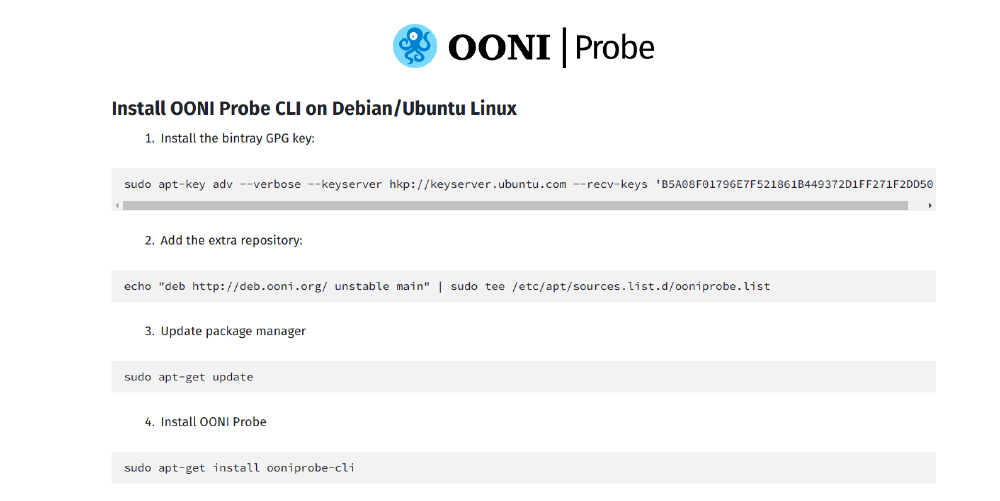 OONI | Probe
Install OONI Probe CLI on Debian/Ubuntu Linux
1. Install the bintray GPG key:
sudo apt-key adv --verbose --keyserver hkp://keyserver.ubuntu.com --recv-keys 'B5A08F01796E7F521861B449372D1FF271F2DD50
2. Add the extra repository:
echo "deb http://deb.ooni.org/ unstable main" | sudo tee /etc/apt/sources.list.d/ooniprobe.list
3. Update package manager
sudo apt-get update
4. Install OONI Probe
sudo apt-get install ooniprobe-cli